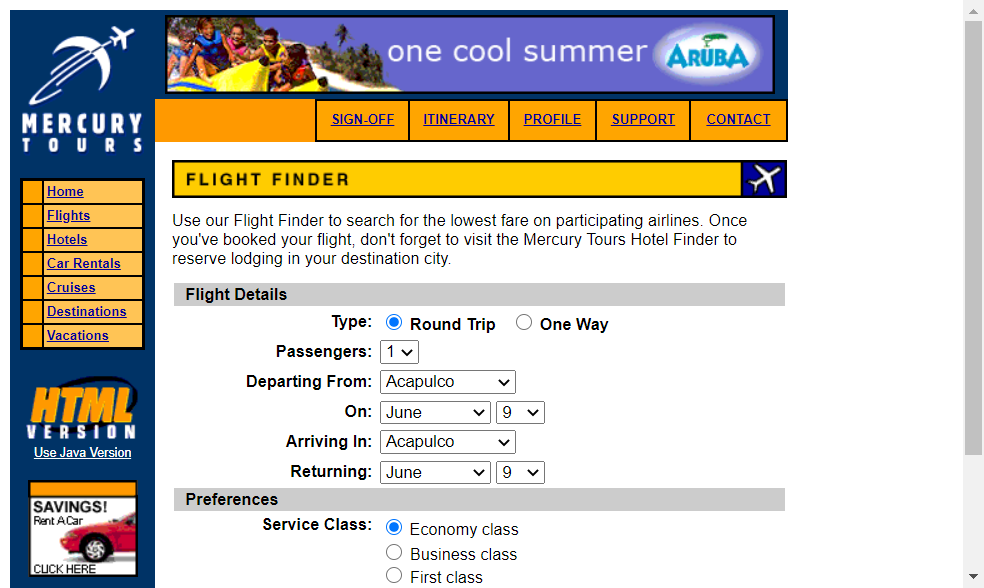 one cool summer
ARUBA
MERCURY
TOURS
SIGN-OFF
ITINERARY
PROFILE
SUPPORT
CONTACT
Home
Flights
Hotels
Car Rentals
Cruises
Destinations
Vacations
HTML
VERSION
Use Java Version
SAVINGS!
Rent A Car
CLICK HERE
FLIGHT FINDER
Use our Flight Finder to search for the lowest fare on participating airlines. Once
you've booked your flight, don't forget to visit the Mercury Tours Hotel Finder to
reserve lodging in your destination city.
Flight Details
Type: Round Trip One Way
Passengers: 1
Departing From: Acapulco
On: June 9
Arriving In: Acapulco
Returning: June 9
Preferences
Service Class: Economy class
Business class
First class